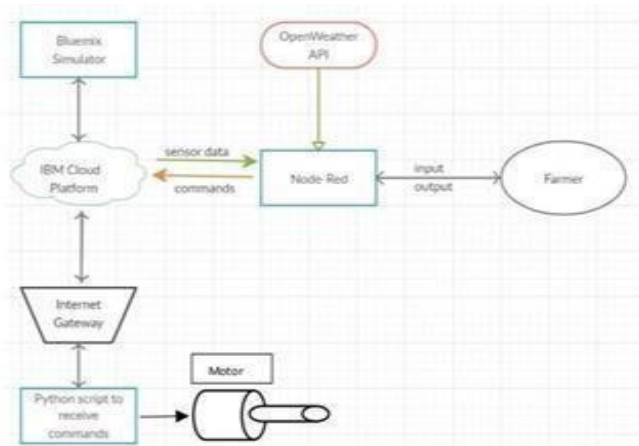 Bluemix
Simulator
OpenWeather
API
IBM Cloud
Platform
sensor data
commands
Node Red
input
output
Farmer
Internet
Gateway
Python script to
receive
commands
Motor